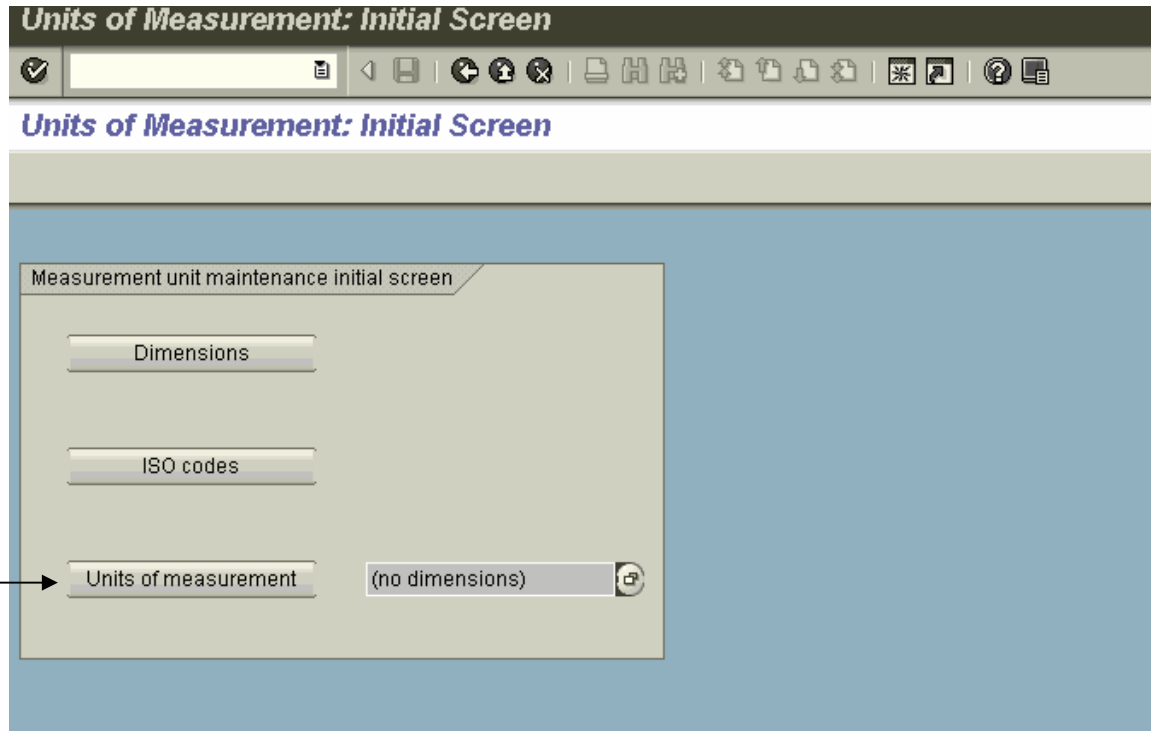 Units of Measurement: Initial Screen
Units of Measurement: Initial Screen
Measurement unit maintenance initial screen
Dimensions
ISO codes
Units of measurement (no dimensions)